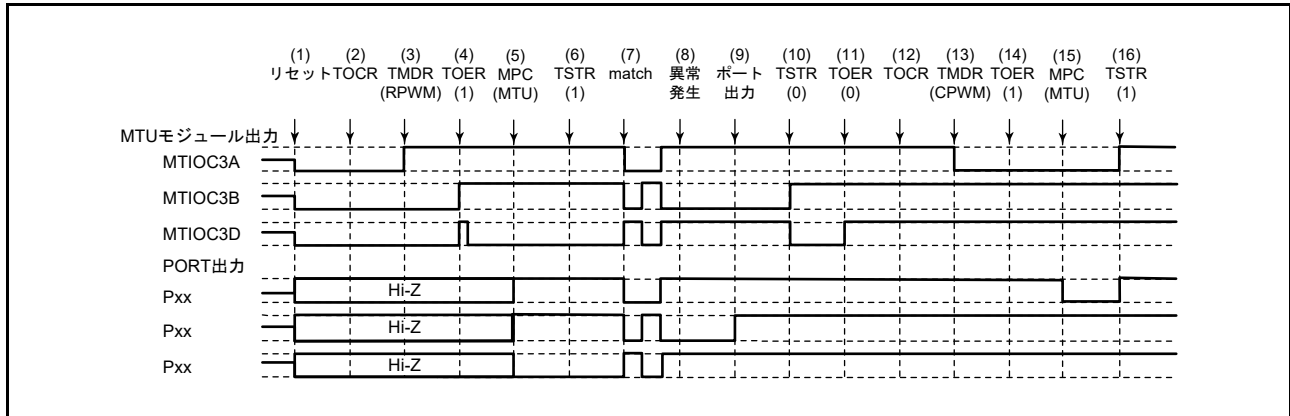 (1) (2) (3) (4) (5) (6) (7) (8) (9) (10) (11) (12) (13) (14) (15) (16)
リセット TOCR TMDR TOER MPC TSTR match 異常 ポート TSTR TOER TOCR TMDR TOER MPC TSTR
(RPWM) (1) (MTU) (1) 発生 出力 (0) (0) (CPWM) (1) (MTU) (1)
MTUモジュール出力
MTIOC3A
MTIOC3B
MTIOC3D
PORT出力
Pxx Hi-Z
Pxx Hi-Z
Pxx Hi-Z